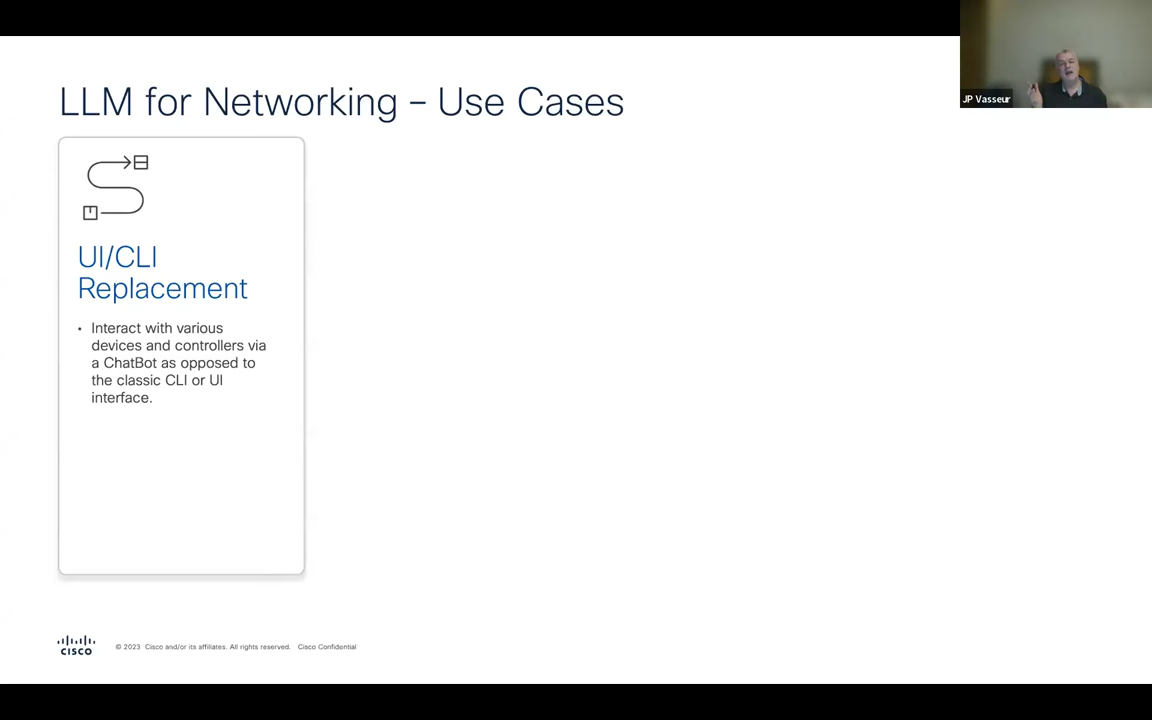 LLM for Networking – Use Cases
JP Vasseur
UI/CLI
Replacement
• Interact with various
devices and controllers via
a ChatBot as opposed to
the classic CLI or UI
interface.
CISCO
© 2023 Cisco and/or its affiliates. All rights reserved. Cisco Confidential